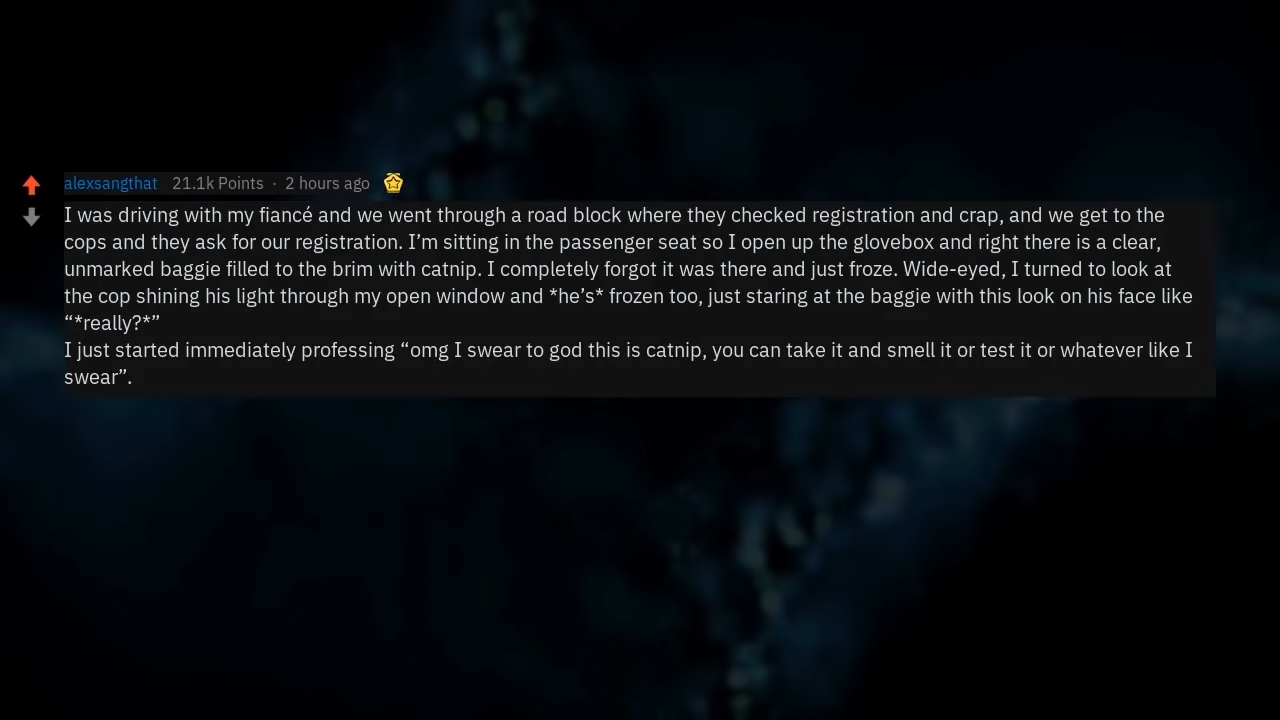 alexsangthat 21.1k Points · 2 hours ago
I was driving with my fiancé and we went through a road block where they checked registration and crap, and we get to the
cops and they ask for our registration. I’m sitting in the passenger seat so I open up the glovebox and right there is a clear,
unmarked baggie filled to the brim with catnip. I completely forgot it was there and just froze. Wide-eyed, I turned to look at
the cop shining his light through my open window and *he’s* frozen too, just staring at the baggie with this look on his face like
“*really?*”
I just started immediately professing “omg I swear to god this is catnip, you can take it and smell it or test it or whatever like I
swear”.